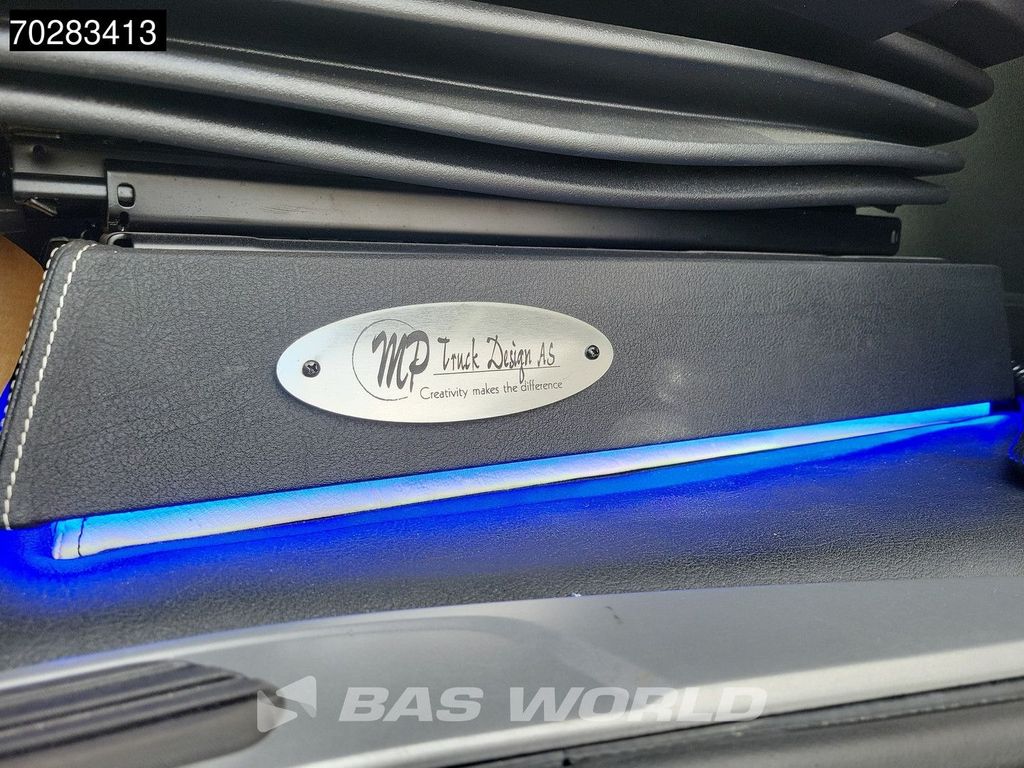 70283413
MP Truck Design AS
Creativity makes the difference
BAS WORLD